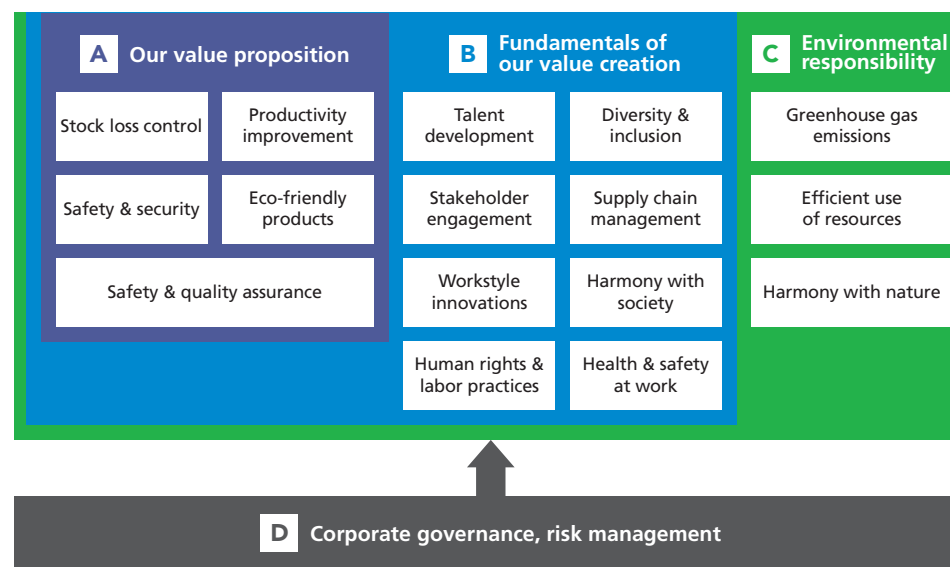 A Our value proposition
Stock loss control
Productivity
improvement
Safety & security
Eco-friendly
products
Safety & quality assurance
B Fundamentals of
our value creation
Talent
development
Diversity &
inclusion
Stakeholder
engagement
Supply chain
management
Workstyle
innovations
Harmony with
society
Human rights &
labor practices
Health & safety
at work
C Environmental
responsibility
Greenhouse gas
emissions
Efficient use
of resources
Harmony with nature
D Corporate governance, risk management